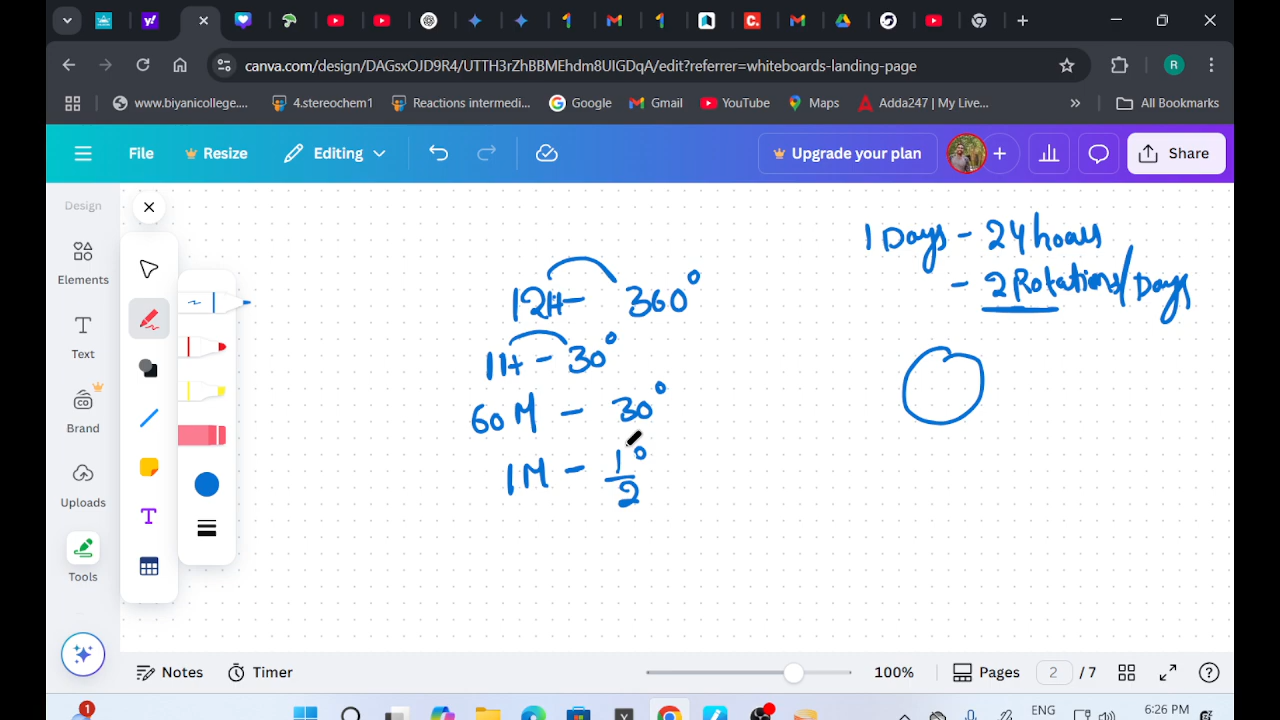 canva.com/design/DAGsxOJD9R4/UTTH3rZhBBMEhdm8UIGDqA/edit?referrer=whiteboards-landing-page
R
www.biyanicollege....
4.stereochem1
Reactions intermedi...
Google
Gmail
YouTube
Maps
Adda247 | My Live...
»
All Bookmarks
File
Resize
Editing
Upgrade your plan
Share
Design
Elements
Text
Brand
Uploads
Tools
1 Days - 24 hours
- 2 Rotations/Days
12H - 360°
1H - 30°
60 M - 30°
1M - 1°/2
Notes
Timer
100%
Pages
2 / 7
1
ENG
6:26 PM